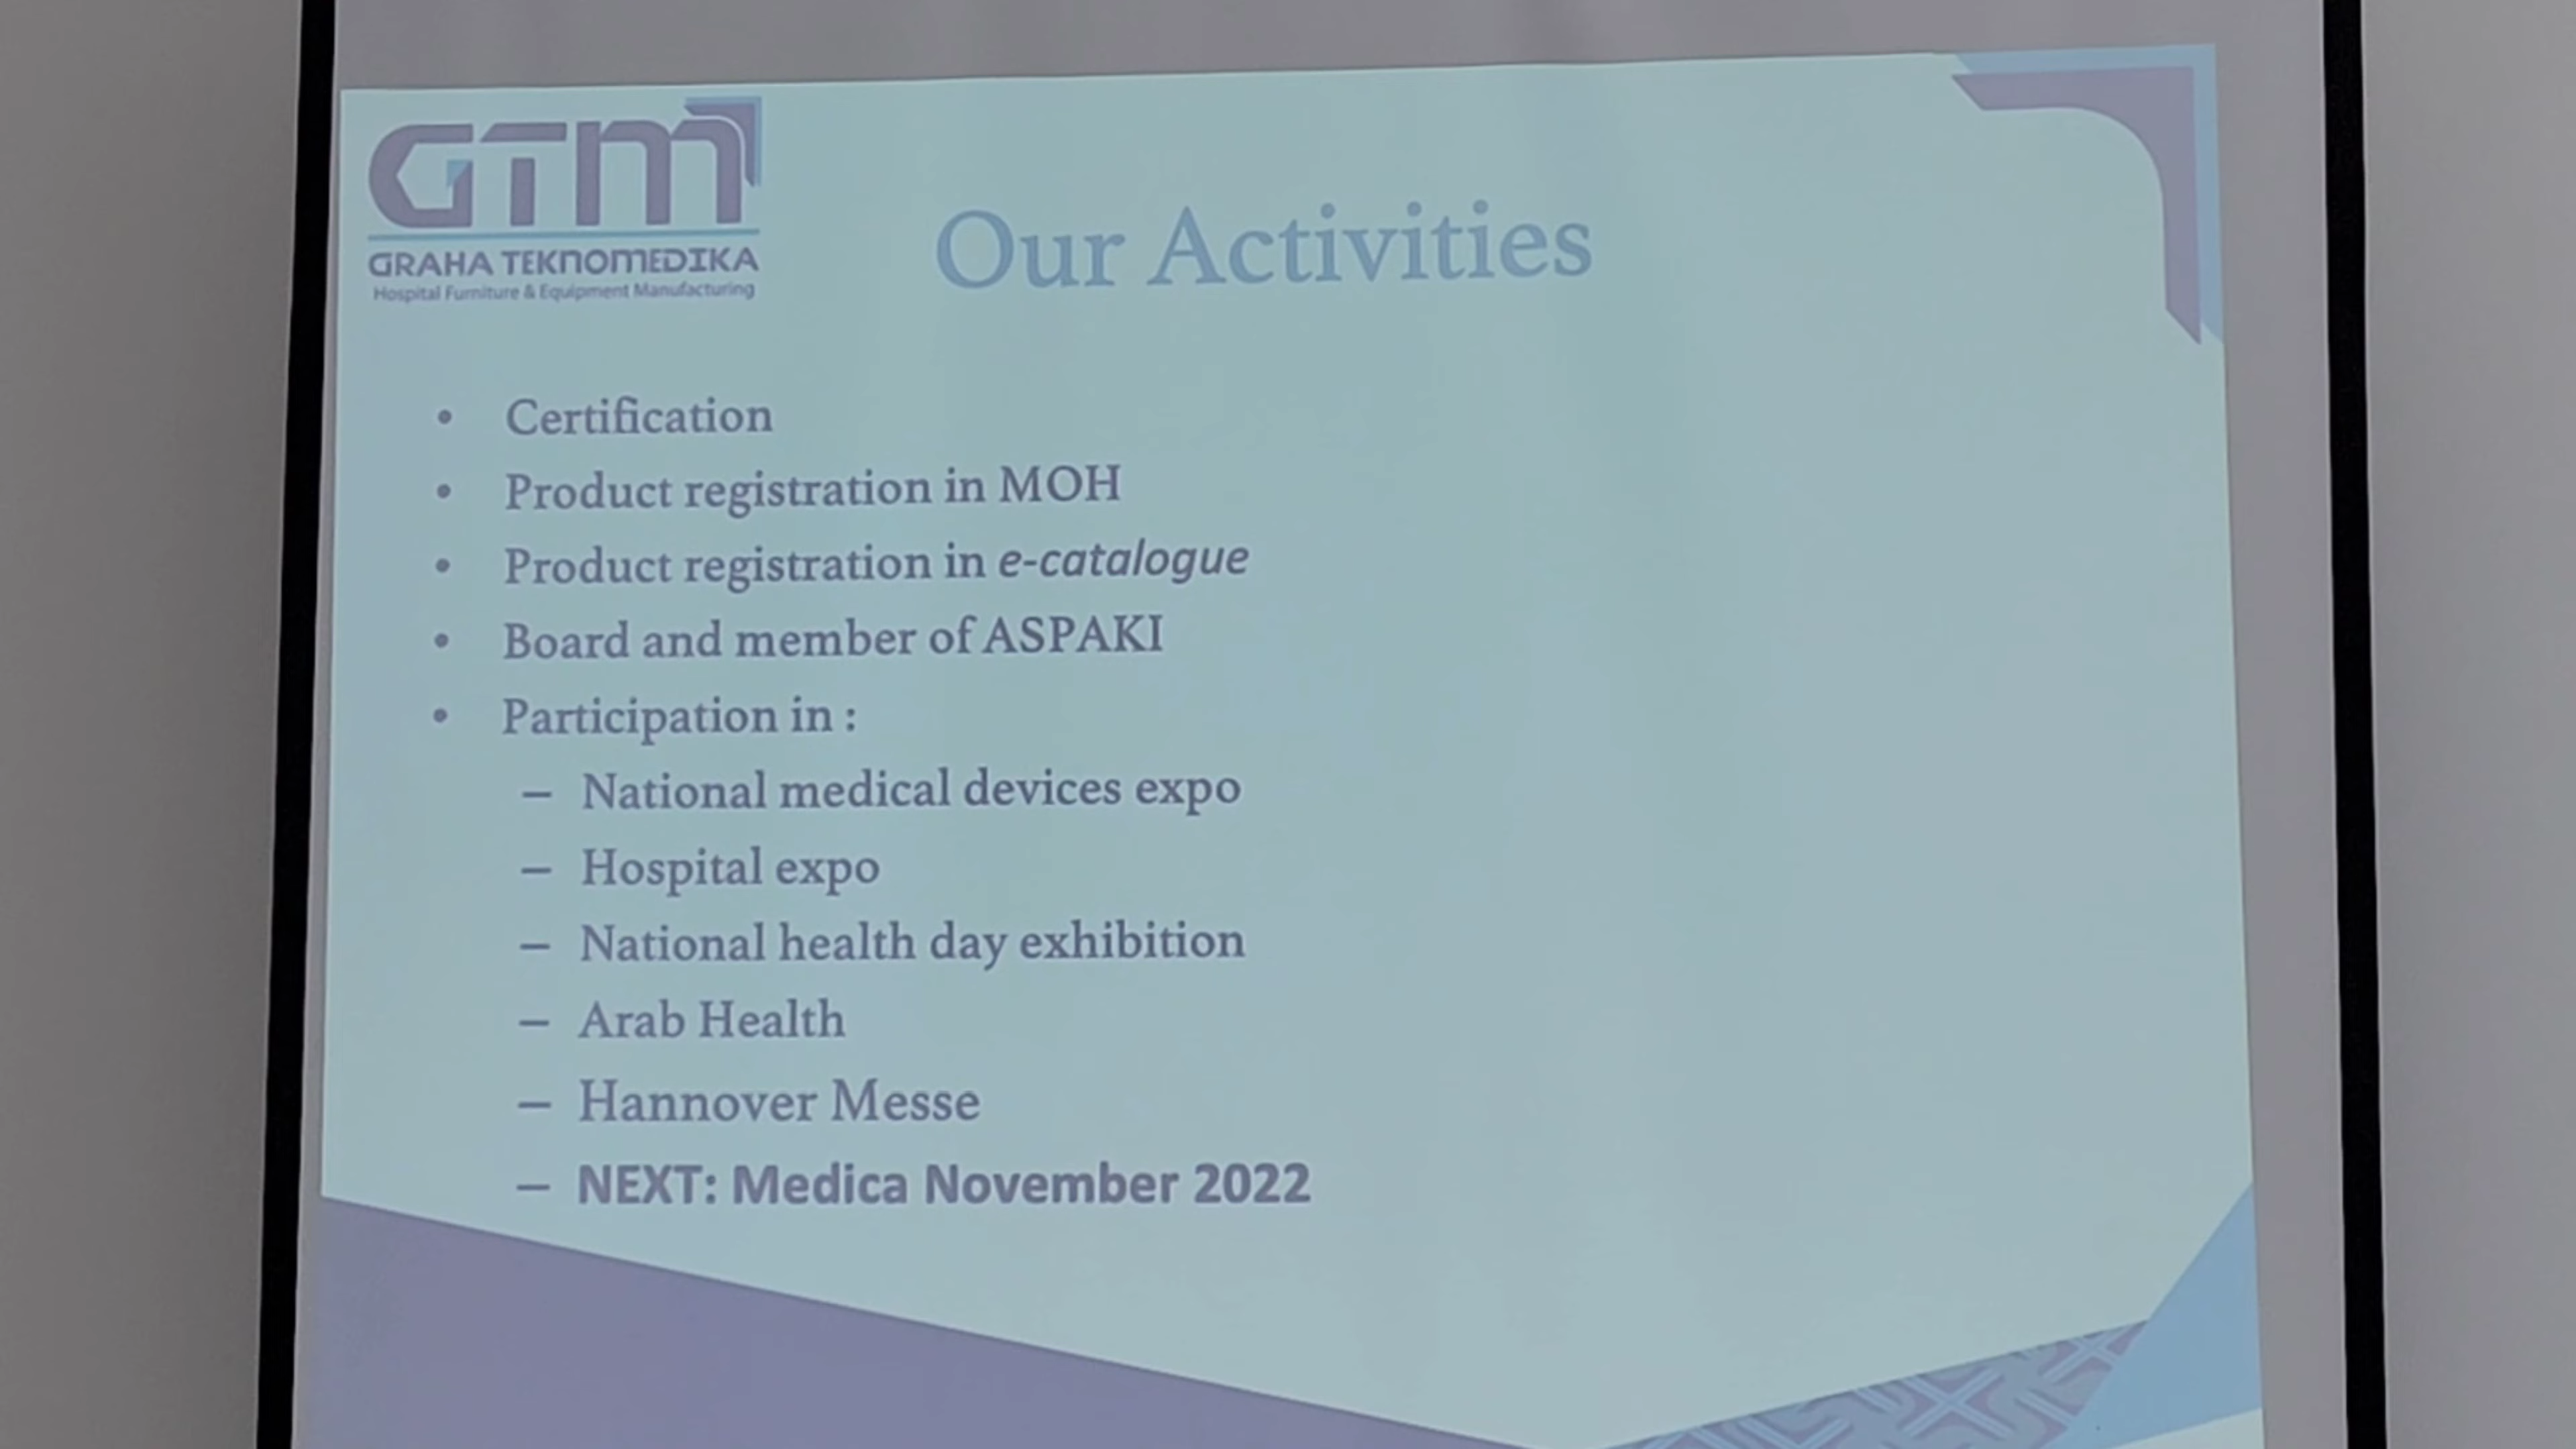 GTM
GRAHA TEKNOMEDIKA
Hospital Furniture & Equipment Manufacturing
Our Activities
• Certification
• Product registration in MOH
• Product registration in e-catalogue
• Board and member of ASPAKI
• Participation in :
– National medical devices expo
– Hospital expo
– National health day exhibition
– Arab Health
– Hannover Messe
– NEXT: Medica November 2022